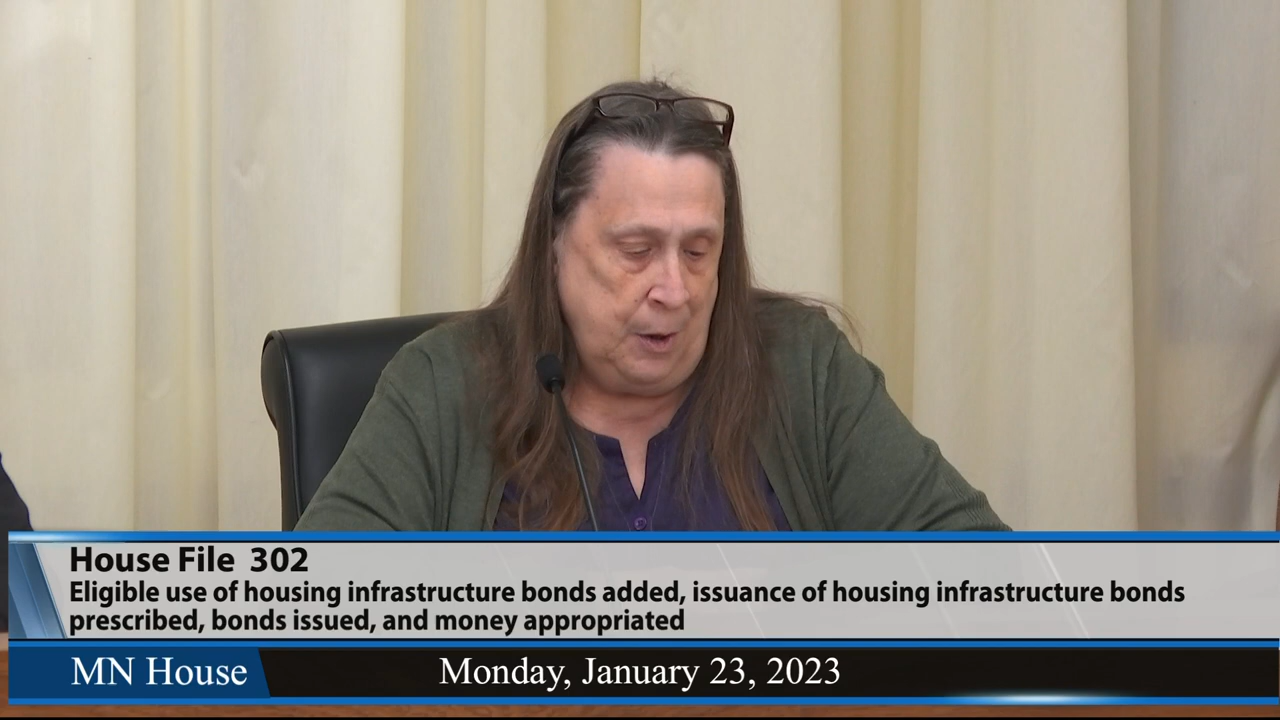 House File 302
Eligible use of housing infrastructure bonds added, issuance of housing infrastructure bonds
prescribed, bonds issued, and money appropriated
MN House
Monday, January 23, 2023